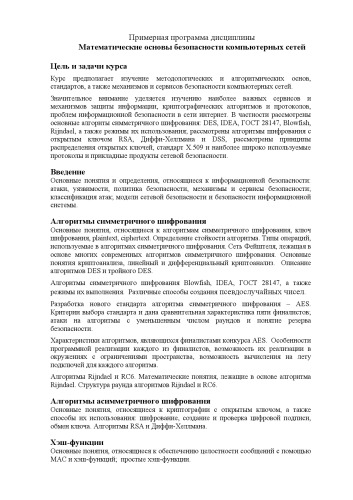 Примерная программа дисциплины
Математические основы безопасности компьютерных сетей
Цель и задачи курса
Курс предполагает изучение методологических и алгоритмических основ,
стандартов, а также механизмов и сервисов безопасности компьютерных сетей.
Значительное внимание уделяется изучению наиболее важных сервисов и
механизмов защиты информации, криптографических алгоритмов и протоколов,
проблем информационной безопасности в сети интернет. В частности рассмотрены
основные алгоритмы симметричного шифрования: DES, IDEA, ГОСТ 28147, Blowfish,
Rijndael, а также режимы их использования; рассмотрены алгоритмы шифрования с
открытым ключом RSA, Диффи-Хеллмана и DSS, рассмотрены принципы
распределения открытых ключей, стандарт X.509 и наиболее широко используемые
протоколы и прикладные продукты сетевой безопасности.
Введение
Основные понятия и определения, относящиеся к информационной безопасности:
атаки, уязвимости, политика безопасности, механизмы и сервисы безопасности;
классификация атак; модели сетевой безопасности и безопасности информационной
системы.
Алгоритмы симметричного шифрования
Основные понятия, относящиеся к алгоритмам симметричного шифрования, ключ
шифрования, plaintext, ciphertext. Определение стойкости алгоритма. Типы операций,
используемые в алгоритмах симметричного шифрования. Сеть Фейштеля, лежащая в
основе многих современных алгоритмов симметричного шифрования. Основные
понятия криптоанализа, линейный и дифференциальный криптоанализ. Описание
алгоритмов DES и тройного DES.
Алгоритмы симметричного шифрования Blowfish, IDEA, ГОСТ 28147, а также
режимы их выполнения. Различные способы создания псевдослучайных чисел.
Разработка нового стандарта алгоритма симметричного шифрования – AES.
Критерии выбора стандарта и дана сравнительная характеристика пяти финалистов;
атаки на алгоритмы с уменьшенным числом раундов и понятие резерва
безопасности.
Характеристики алгоритмов, являющихся финалистами конкурса AES. Особенности
программной реализации каждого из финалистов, возможность их реализации в
окружениях с ограничениями пространства, возможность вычисления на лету
подключей для каждого алгоритма.
Алгоритмы Rijndael и RC6. Математические понятия, лежащие в основе алгоритма
Rijndael. Структура раунда алгоритмов Rijndael и RC6.
Алгоритмы асимметричного шифрования
Основные понятия, относящиеся к криптографии с открытым ключом, а также
способы их использования: шифрование, создание и проверка цифровой подписи,
обмен ключа. Алгоритмы RSA и Диффи-Хеллмана.
Хэш-функции
Основные понятия, относящиеся к обеспечению целостности сообщений с помощью
MAC и хэш-функций; простые хэш-функции.